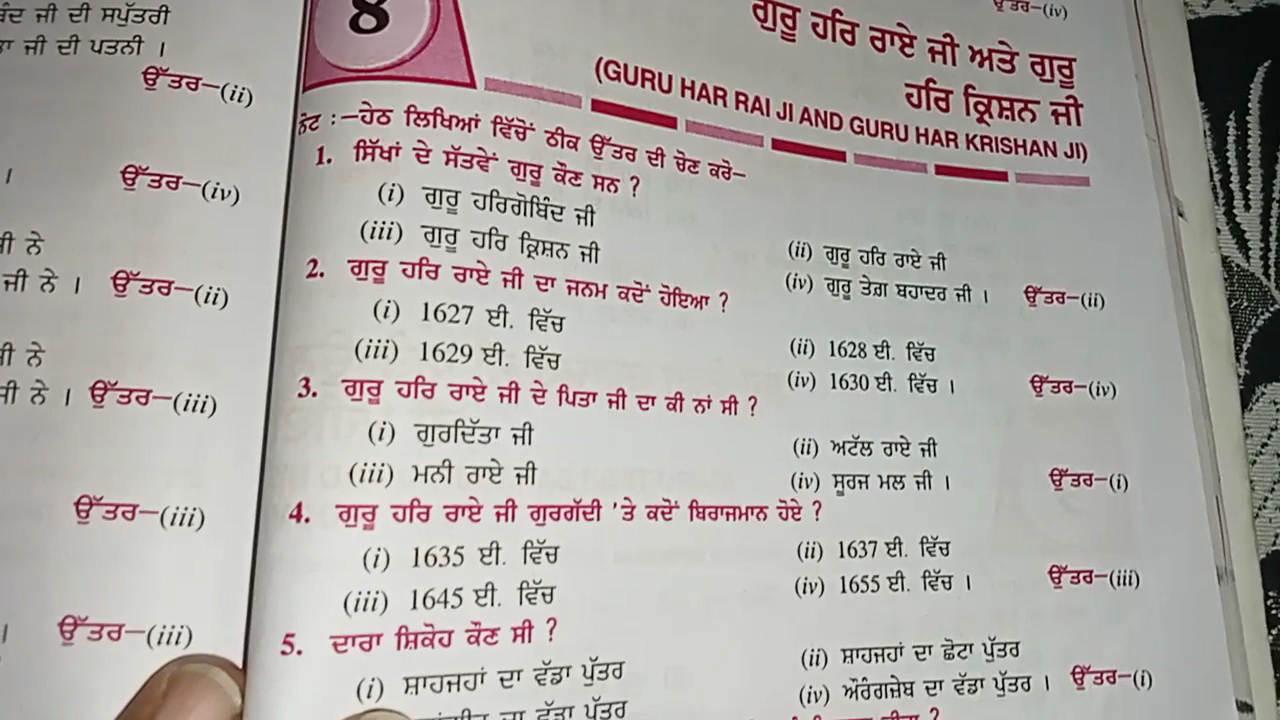 ਜੀ ਦੀ ਸਪੁੱਤਰੀ
ਜੀ ਦੀ ਪਤਨੀ ।
ਉੱਤਰ–(ii)
।
ਉੱਤਰ–(iv)
ਨੇ
ਜੀ ਨੇ । ਉੱਤਰ–(ii)
ਨੇ
ਨੇ । ਉੱਤਰ–(iii)
ਉੱਤਰ–(iii)
। ਉੱਤਰ–(iii)
ਉੱਤਰ–(iv)
8
ਗੁਰੂ ਹਰਿ ਰਾਏ ਜੀ ਅਤੇ ਗੁਰੂ
ਹਰਿ ਕ੍ਰਿਸ਼ਨ ਜੀ
(GURU HAR RAI JI AND GURU HAR KRISHAN JI)
ਨੋਟ :–ਹੇਠ ਲਿਖਿਆਂ ਵਿੱਚੋਂ ਠੀਕ ਉੱਤਰ ਦੀ ਚੋਣ ਕਰੋ–
1. ਸਿੱਖਾਂ ਦੇ ਸੱਤਵੇਂ ਗੁਰੂ ਕੌਣ ਸਨ ?
(i) ਗੁਰੂ ਹਰਿਗੋਬਿੰਦ ਜੀ (ii) ਗੁਰੂ ਹਰਿ ਰਾਏ ਜੀ
(iii) ਗੁਰੂ ਹਰਿ ਕ੍ਰਿਸ਼ਨ ਜੀ (iv) ਗੁਰੂ ਤੇਗ਼ ਬਹਾਦਰ ਜੀ । ਉੱਤਰ–(ii)
2. ਗੁਰੂ ਹਰਿ ਰਾਏ ਜੀ ਦਾ ਜਨਮ ਕਦੋਂ ਹੋਇਆ ?
(i) 1627 ਈ. ਵਿੱਚ (ii) 1628 ਈ. ਵਿੱਚ
(iii) 1629 ਈ. ਵਿੱਚ (iv) 1630 ਈ. ਵਿੱਚ । ਉੱਤਰ–(iv)
3. ਗੁਰੂ ਹਰਿ ਰਾਏ ਜੀ ਦੇ ਪਿਤਾ ਜੀ ਦਾ ਕੀ ਨਾਂ ਸੀ ?
(i) ਗੁਰਦਿੱਤਾ ਜੀ (ii) ਅਟੱਲ ਰਾਏ ਜੀ
(iii) ਮਨੀ ਰਾਏ ਜੀ (iv) ਸੂਰਜ ਮਲ ਜੀ । ਉੱਤਰ–(i)
4. ਗੁਰੂ ਹਰਿ ਰਾਏ ਜੀ ਗੁਰਗੱਦੀ 'ਤੇ ਕਦੋਂ ਬਿਰਾਜਮਾਨ ਹੋਏ ?
(i) 1635 ਈ. ਵਿੱਚ (ii) 1637 ਈ. ਵਿੱਚ
(iii) 1645 ਈ. ਵਿੱਚ (iv) 1655 ਈ. ਵਿੱਚ । ਉੱਤਰ–(iii)
5. ਦਾਰਾ ਸ਼ਿਕੋਹ ਕੌਣ ਸੀ ?
(i) ਸ਼ਾਹਜਹਾਂ ਦਾ ਵੱਡਾ ਪੁੱਤਰ (ii) ਸ਼ਾਹਜਹਾਂ ਦਾ ਛੋਟਾ ਪੁੱਤਰ
ਦਾ ਵੱਡਾ ਪੁੱਤਰ (iv) ਔਰੰਗਜ਼ੇਬ ਦਾ ਵੱਡਾ ਪੁੱਤਰ । ਉੱਤਰ–(i)